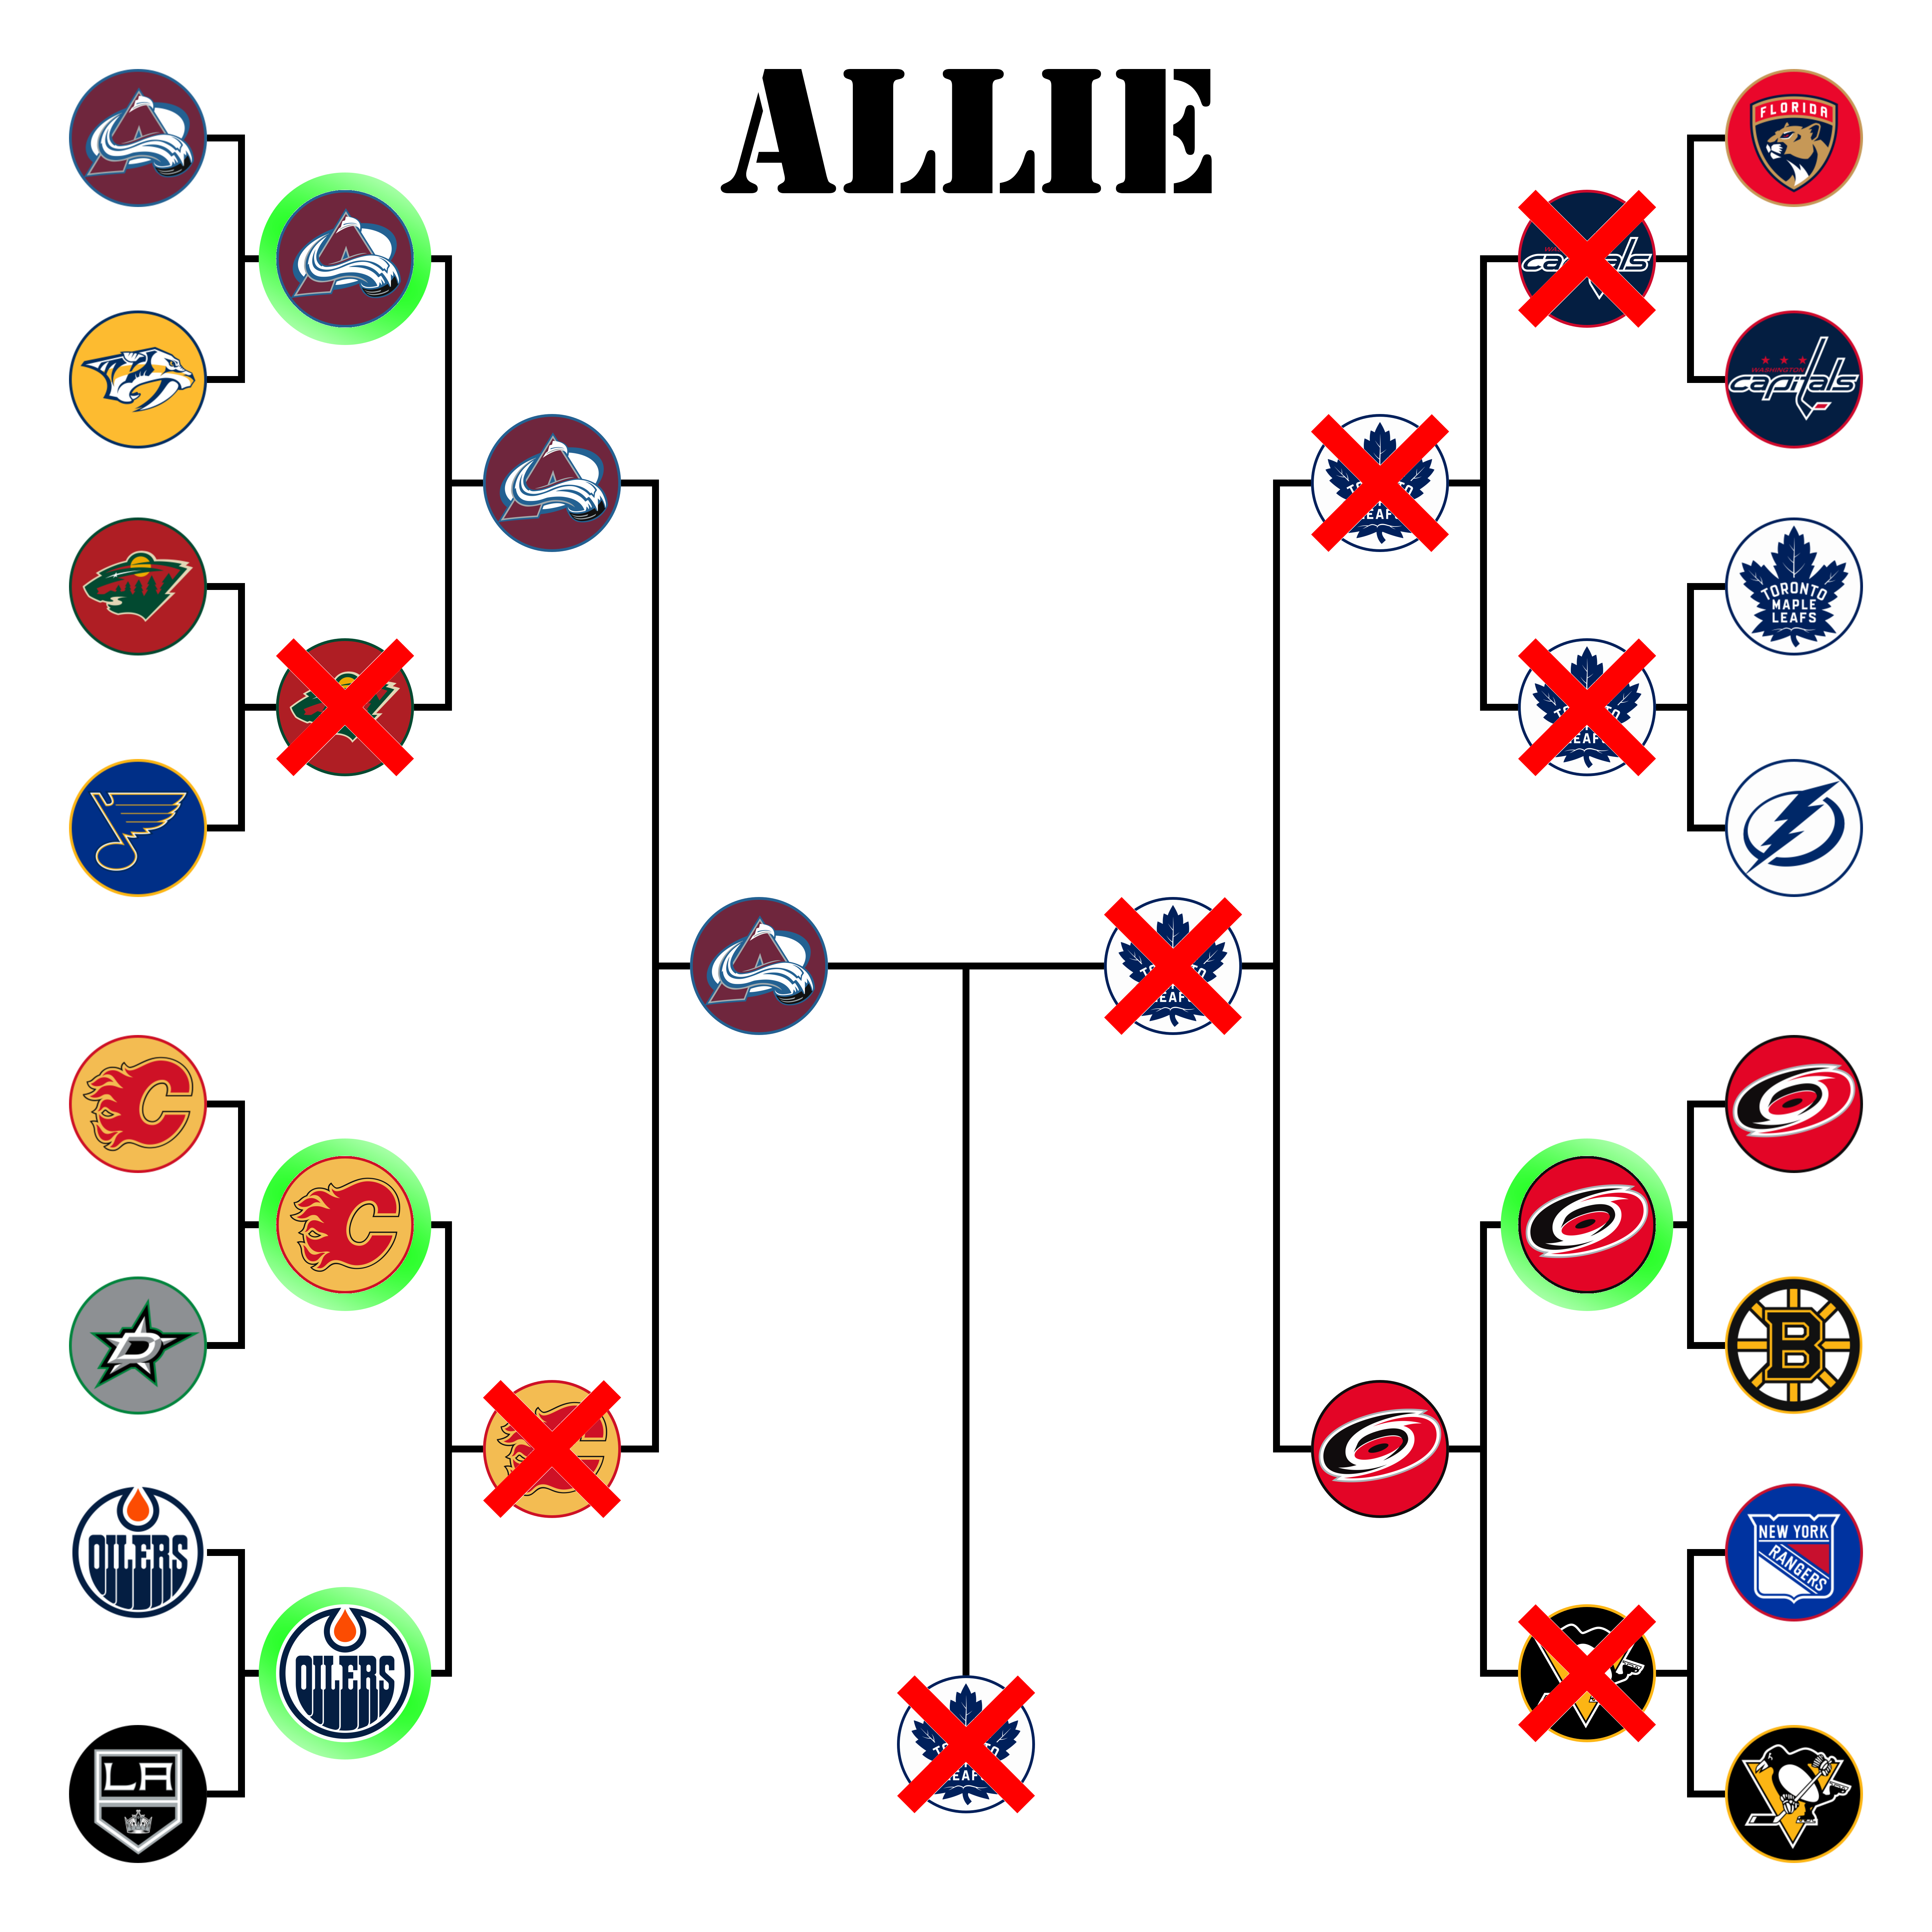 ALLIE
FLORIDA
WASHINGTON
capitals
TORONTO
MAPLE
LEAFS
C
D
B
OILERS
OILERS
NEW YORK
RANGERS
LA